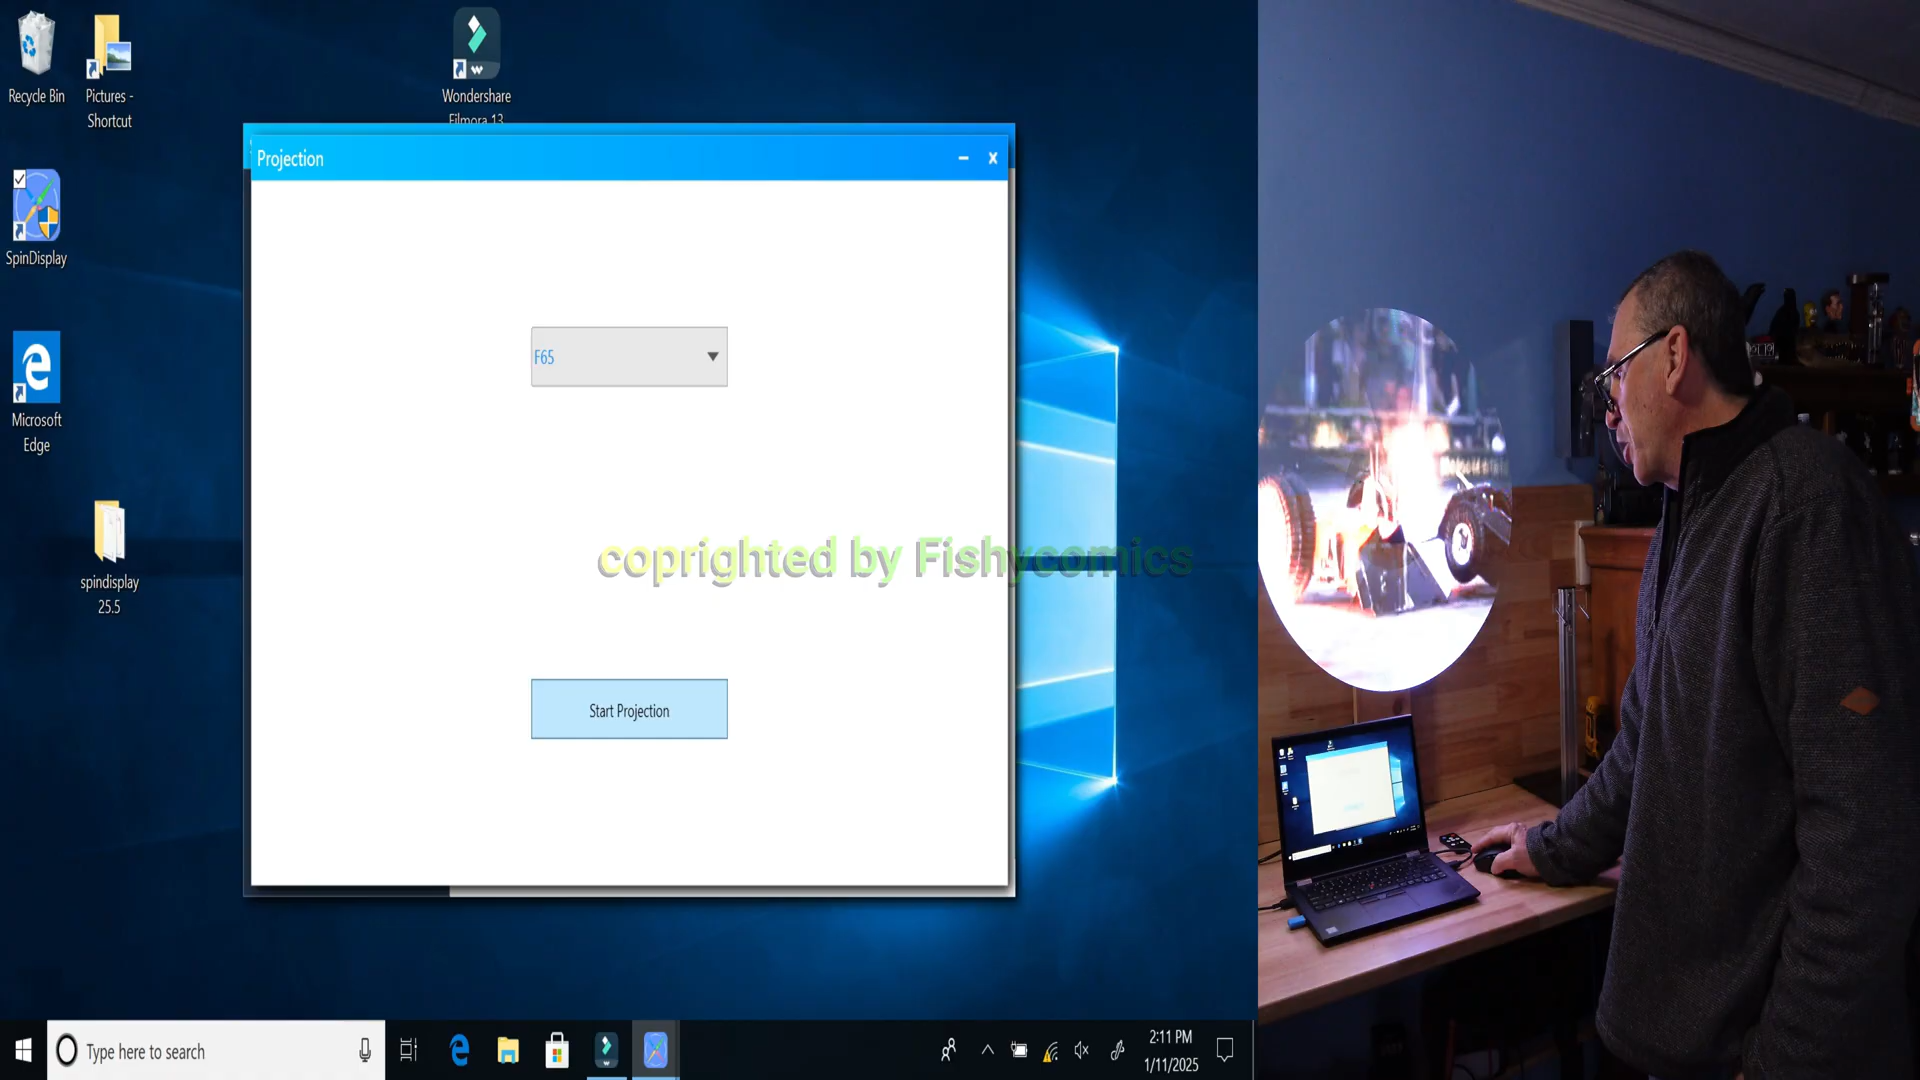 Recycle Bin
Pictures -
Shortcut
Wondershare
Filmora 13
Projection
SpinDisplay
F65
Microsoft
Edge
coprighted by Fishycomics
spindisplay
25.5
Start Projection
Type here to search
2:11 PM
1/11/2025